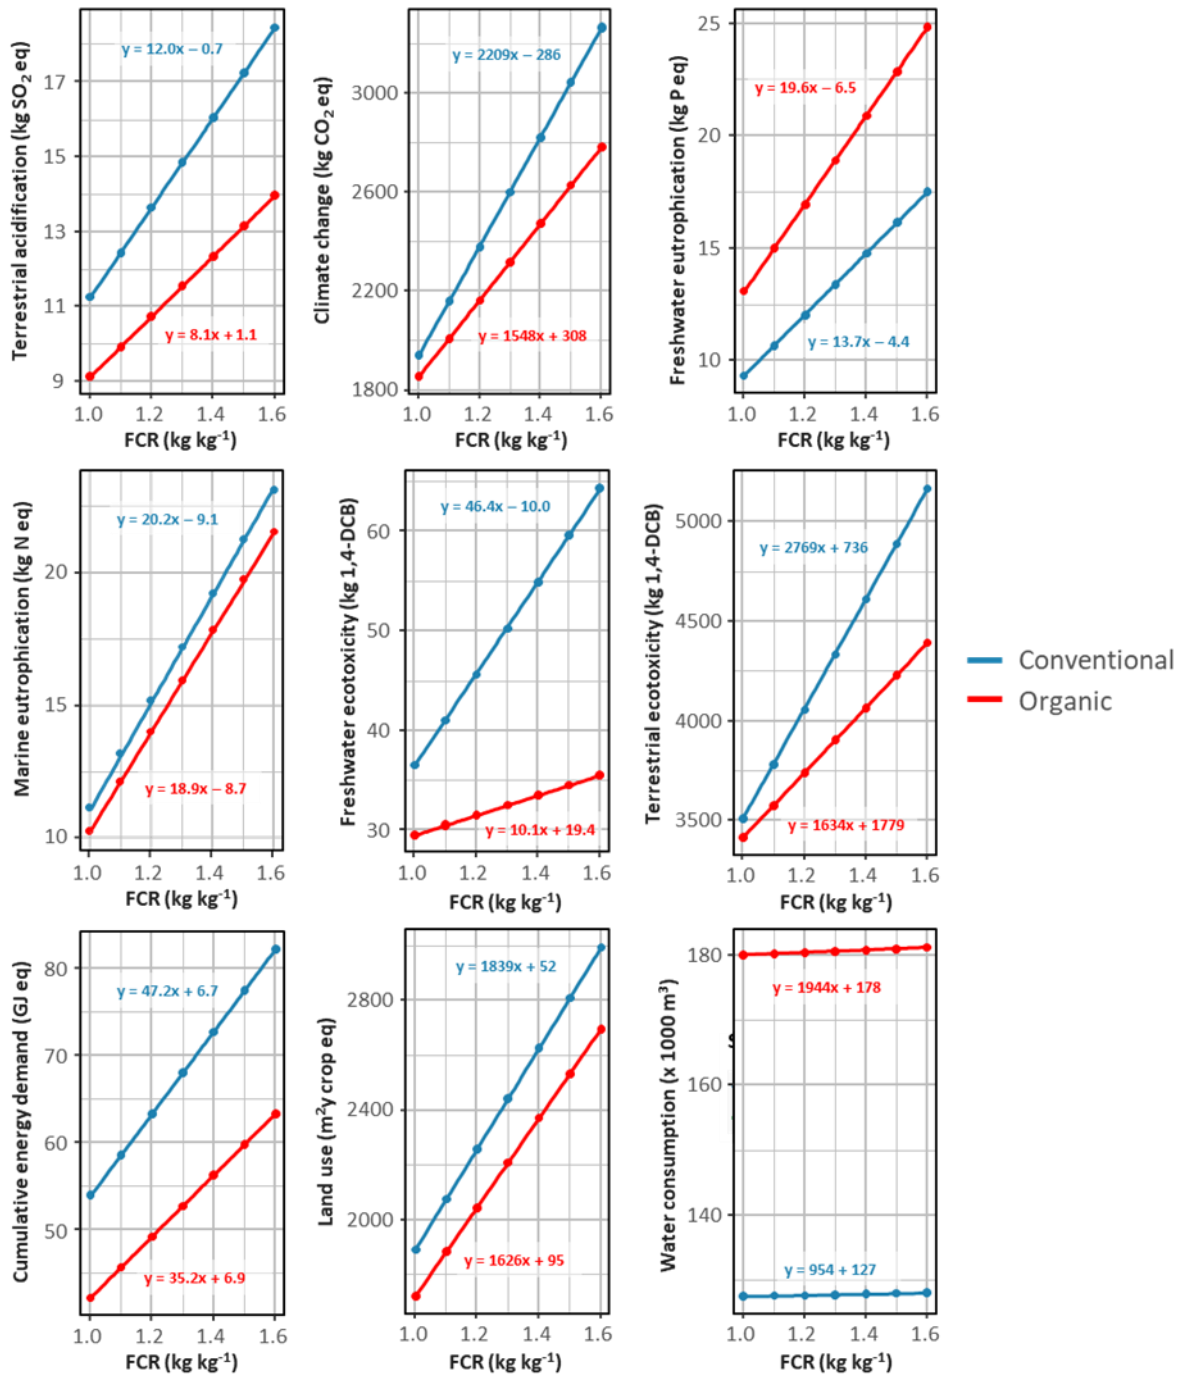 Terrestrial acidification (kg SO₂ eq)
17
15
13
11
9
y = 12.0x – 0.7
y = 8.1x + 1.1
1.0 1.2 1.4 1.6
FCR (kg kg⁻¹)
Climate change (kg CO₂ eq)
3000
2600
2200
1800
y = 2209x – 286
y = 1548x + 308
1.0 1.2 1.4 1.6
FCR (kg kg⁻¹)
Freshwater eutrophication (kg P eq)
25
20
15
10
y = 19.6x – 6.5
y = 13.7x – 4.4
1.0 1.2 1.4 1.6
FCR (kg kg⁻¹)
Marine eutrophication (kg N eq)
20
15
10
y = 20.2x – 9.1
y = 18.9x – 8.7
1.0 1.2 1.4 1.6
FCR (kg kg⁻¹)
Freshwater ecotoxicity (kg 1,4-DCB)
60
50
40
30
y = 46.4x – 10.0
y = 10.1x + 19.4
1.0 1.2 1.4 1.6
FCR (kg kg⁻¹)
Terrestrial ecotoxicity (kg 1,4-DCB)
5000
4500
4000
3500
y = 2769x + 736
y = 1634x + 1779
1.0 1.2 1.4 1.6
FCR (kg kg⁻¹)
Conventional
Organic
Cumulative energy demand (GJ eq)
80
70
60
50
y = 47.2x + 6.7
y = 35.2x + 6.9
1.0 1.2 1.4 1.6
FCR (kg kg⁻¹)
Land use (m²y crop eq)
2800
2400
2000
y = 1839x + 52
y = 1626x + 95
1.0 1.2 1.4 1.6
FCR (kg kg⁻¹)
Water consumption (x 1000 m³)
180
160
140
y = 1944x + 178
y = 954 + 127
1.0 1.2 1.4 1.6
FCR (kg kg⁻¹)